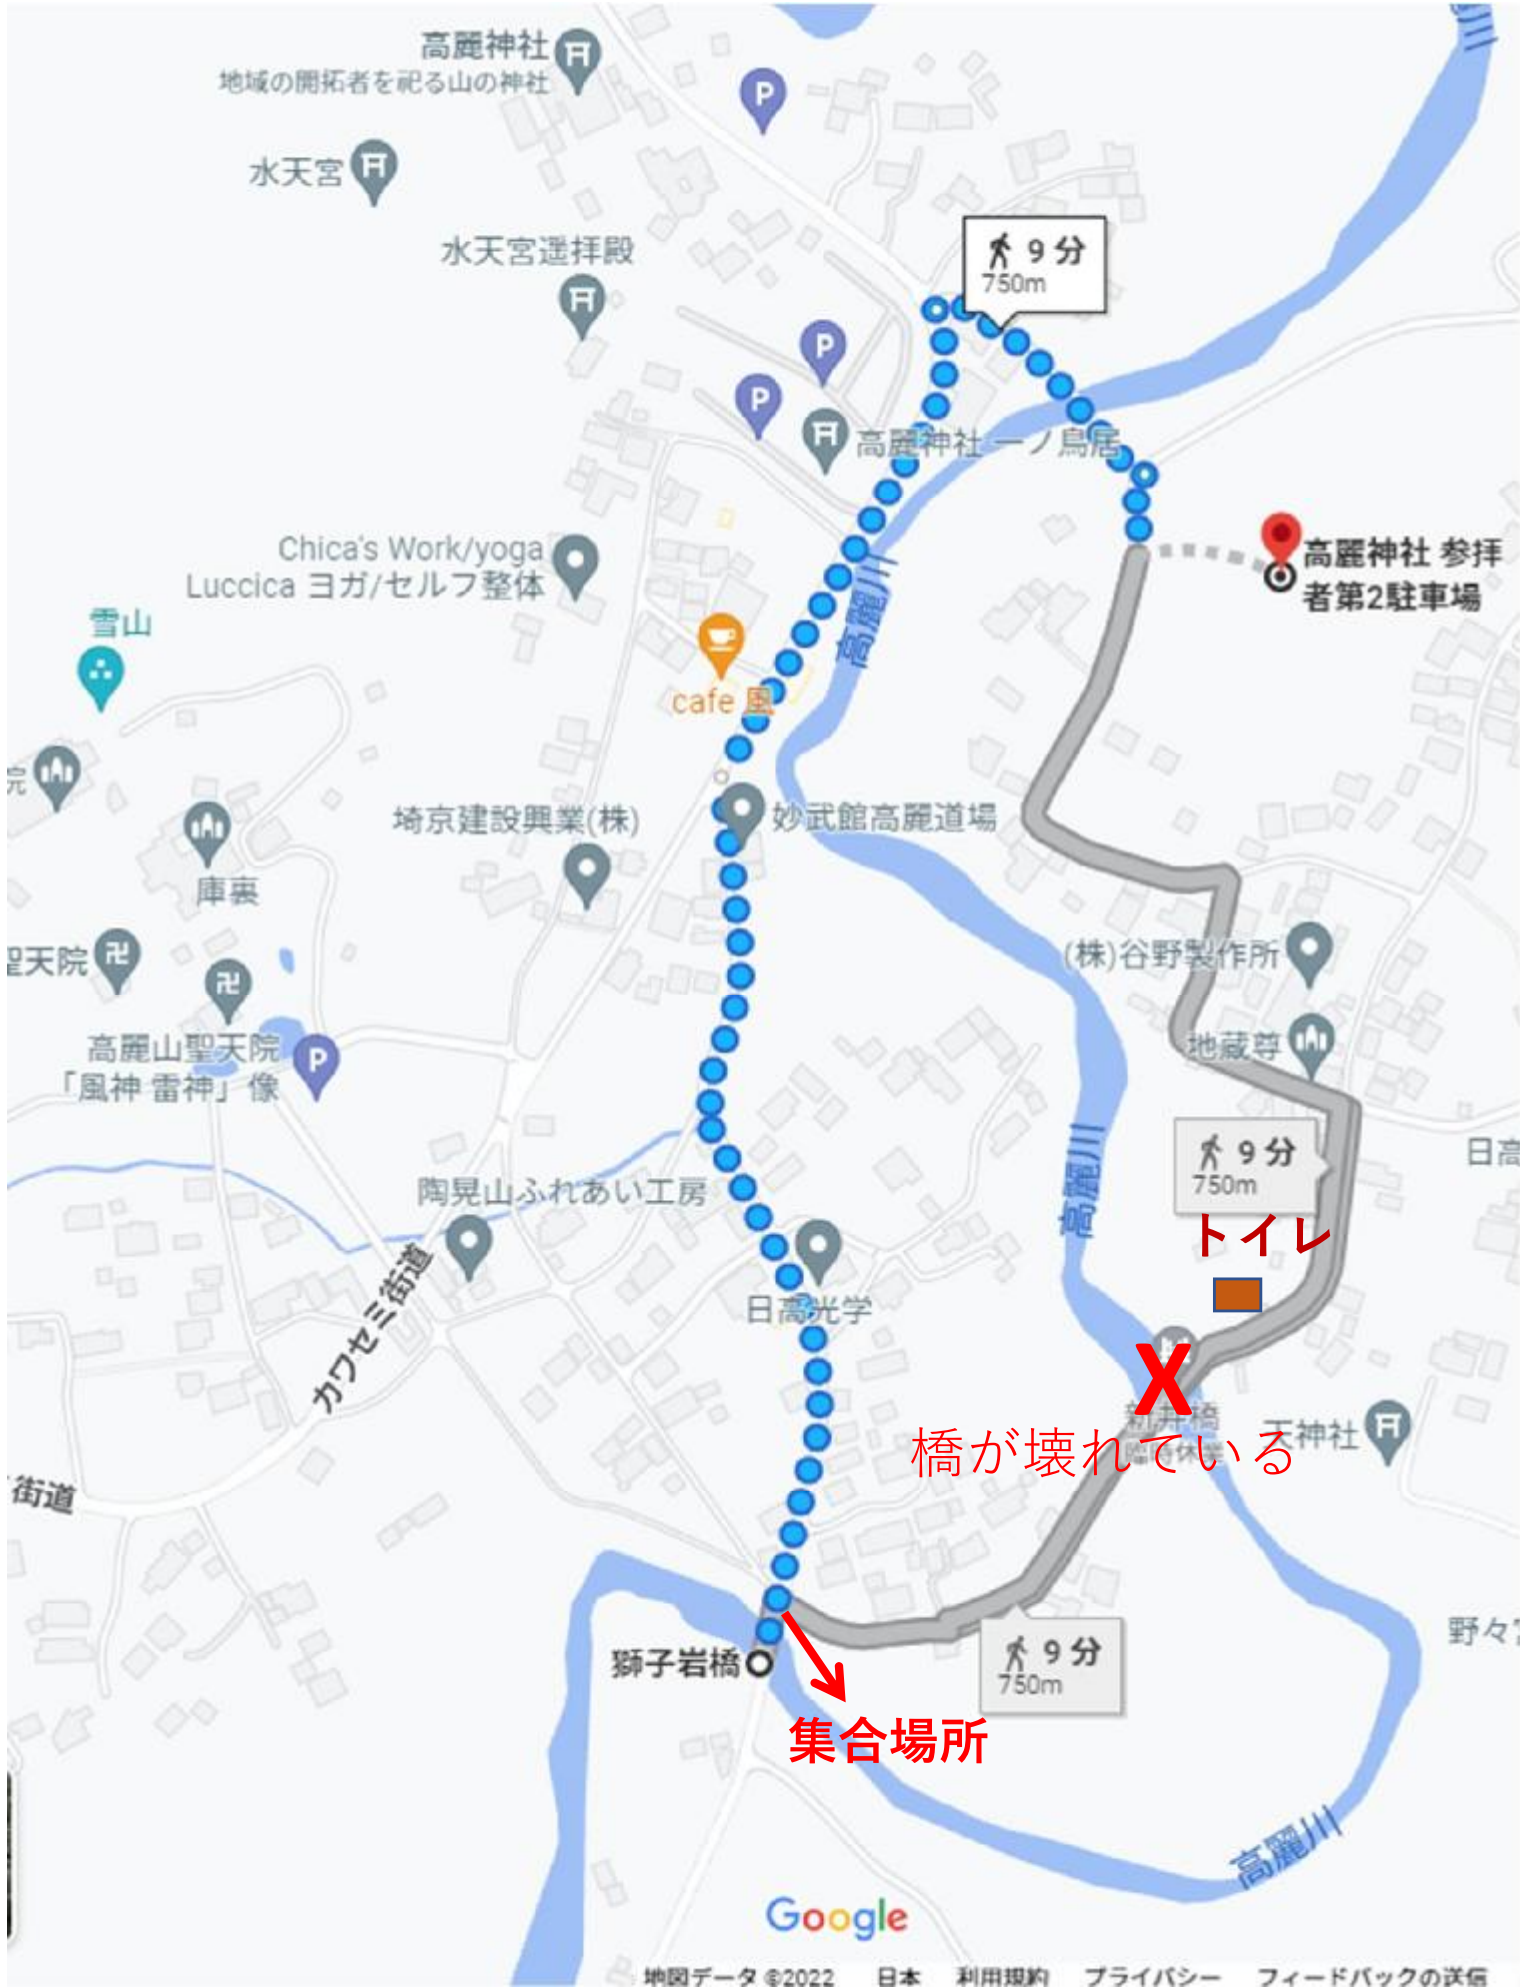 高麗神社
地域の開拓者を祀る山の神社
P
水天宮
水天宮遥拝殿
9 分
750m
P
P
高麗神社 一ノ鳥居
Chica's Work/yoga
Luccica ヨガ/セルフ整体
高麗神社 参拝
者第2駐車場
高麗川
雪山
cafe 風
院
埼京建設興業(株)
妙武館高麗道場
庫裏
聖天院
(株)谷野製作所
高麗山聖天院
「風神 雷神」像
P
地蔵尊
9 分
750m
日高
高麗川
トイレ
陶晃山ふれあい工房
カワセミ街道
日高光学
X
新井橋
臨時休業
橋が壊れている
天神社
街道
獅子岩橋
9 分
750m
野々
集合場所
高麗川
Google
地図データ ©2022 日本 利用規約 プライバシー フィードバックの送信